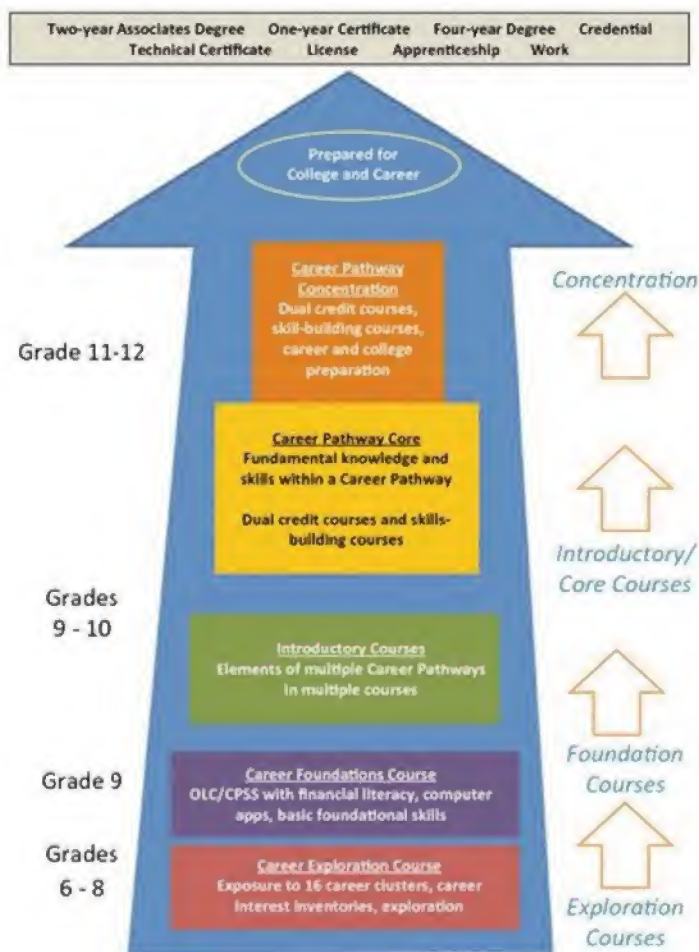 Two-year Associates Degree One-year Certificate Four-year Degree Credential
Technical Certificate License Apprenticeship Work
Prepared for
College and Career
Career Pathway
Concentration
Dual credit courses,
skill-building courses,
career and college
preparation
Concentration
Grade 11-12
Career Pathway Core
Fundamental knowledge and
skills within a Career Pathway
Dual credit courses and skills-
building courses
Introductory/
Core Courses
Grades
9 - 10
Introductory Courses
Elements of multiple Career Pathways
in multiple courses
Foundation
Courses
Grade 9
Career Foundations Course
OLC/CPSS with financial literacy, computer
apps, basic foundational skills
Grades
6 - 8
Career Exploration Course
Exposure to 16 career clusters, career
interest inventories, exploration
Exploration
Courses